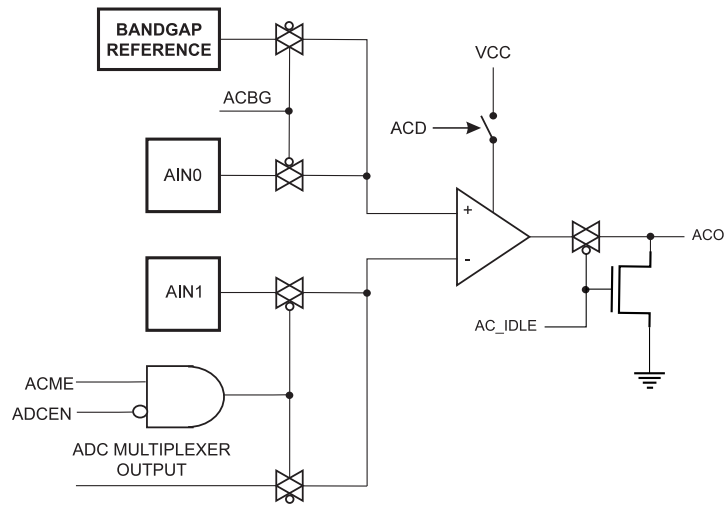 BANDGAP
REFERENCE
VCC
ACBG
ACD
AIN0
+
-
ACO
AIN1
AC_IDLE
ACME
ADCEN
ADC MULTIPLEXER
OUTPUT